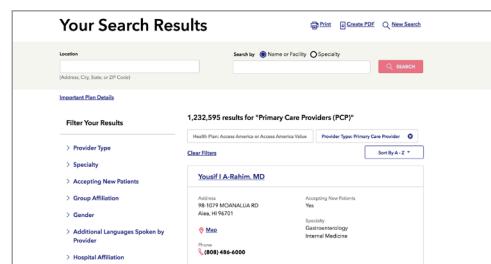 Your Search Results
Print Create PDF New Search
Location
Search by Name or Facility Specialty
SEARCH
(Address, City, State, or ZIP Code)
Important Plan Details
Filter Your Results
1,232,595 results for "Primary Care Providers (PCP)"
Health Plan: Access America or Access America Value
Provider Type: Primary Care Provider
Clear Filters
Sort By A - Z
> Provider Type
> Specialty
> Accepting New Patients
> Group Affiliation
> Gender
> Additional Languages Spoken by
Provider
> Hospital Affiliation
Yousif I A-Rahim, MD
Address
98-1079 MOANALUA RD
Aiea, HI 96701
Map
Phone
(808) 486-6000
Accepting New Patients
Yes
Specialty
Gastroenterology
Internal Medicine